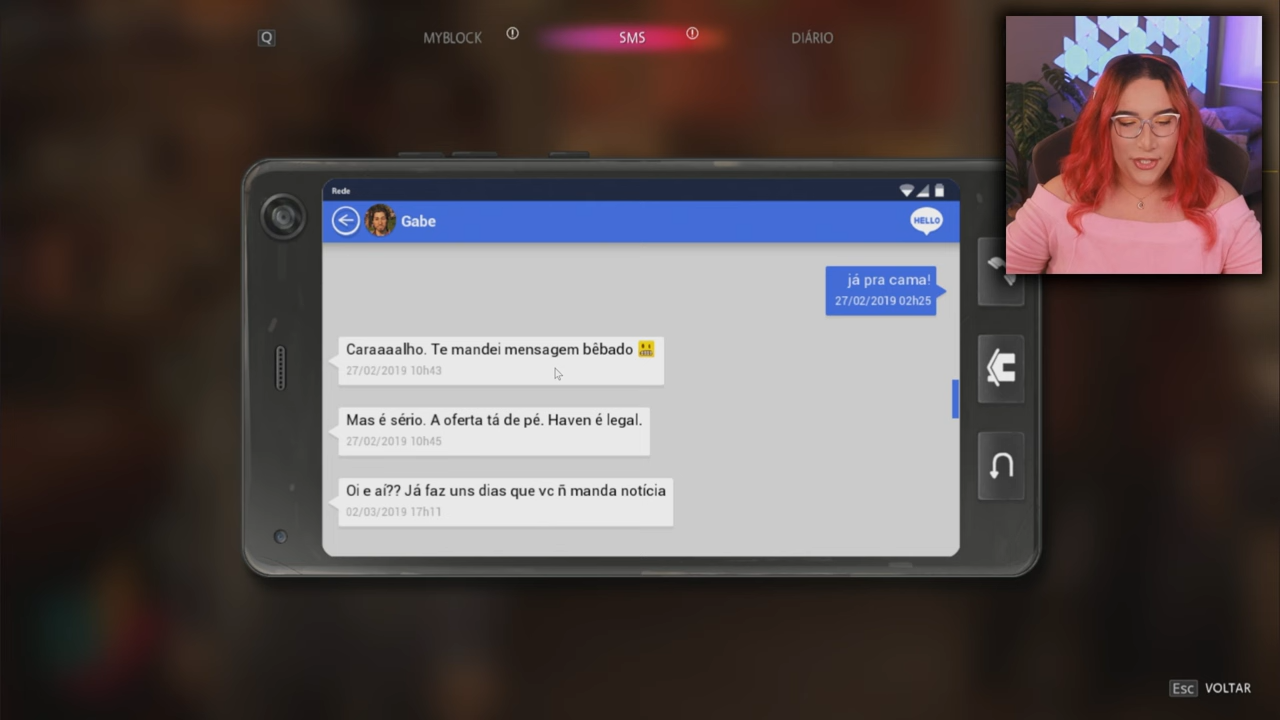 Q
MYBLOCK
SMS
DIÁRIO
Rede
Gabe
HELLO
já pra cama!
27/02/2019 02h25
Caraaaalho. Te mandei mensagem bêbado
27/02/2019 10h43
Mas é sério. A oferta tá de pé. Haven é legal.
27/02/2019 10h45
Oi e aí?? Já faz uns dias que vc ñ manda notícia
02/03/2019 17h11
Esc VOLTAR